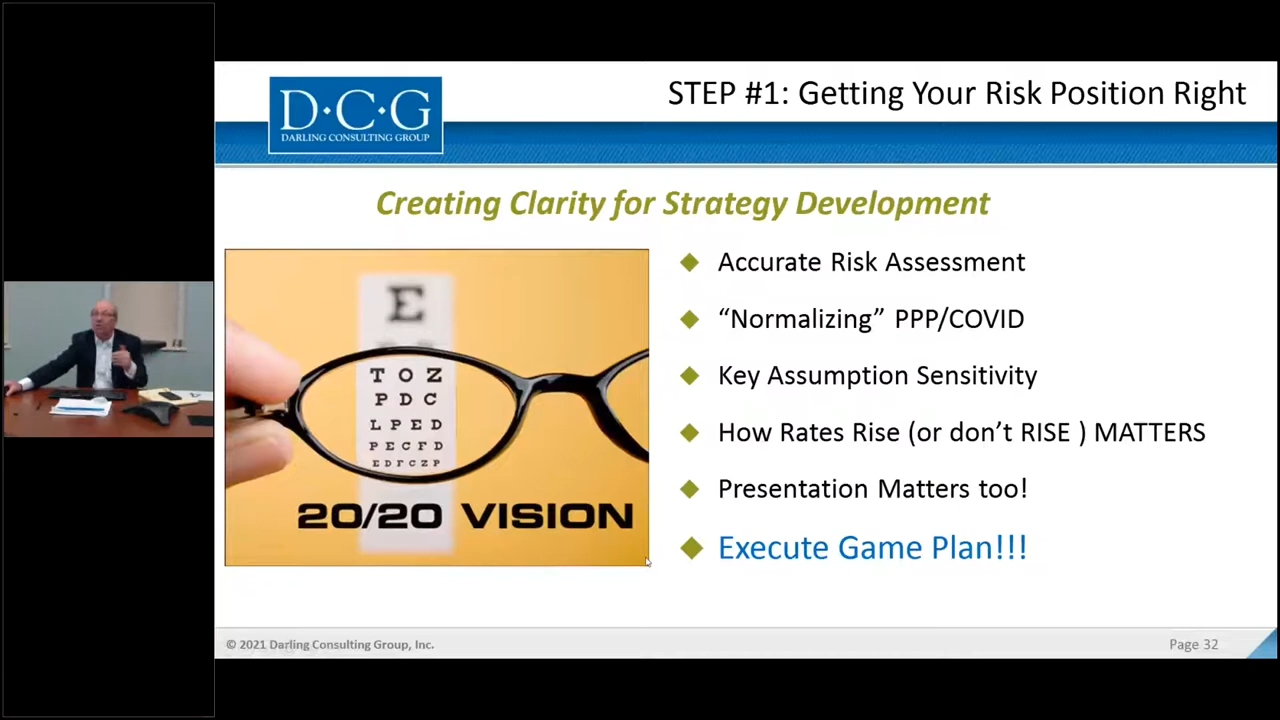 D·C·G
DARLING CONSULTING GROUP
STEP #1: Getting Your Risk Position Right
Creating Clarity for Strategy Development
E
T O Z
P D C
L P E D
P E C F D
E D F C Z P
20/20 VISION
Accurate Risk Assessment
“Normalizing” PPP/COVID
Key Assumption Sensitivity
How Rates Rise (or don’t RISE ) MATTERS
Presentation Matters too!
Execute Game Plan!!!
© 2021 Darling Consulting Group, Inc.
Page 32